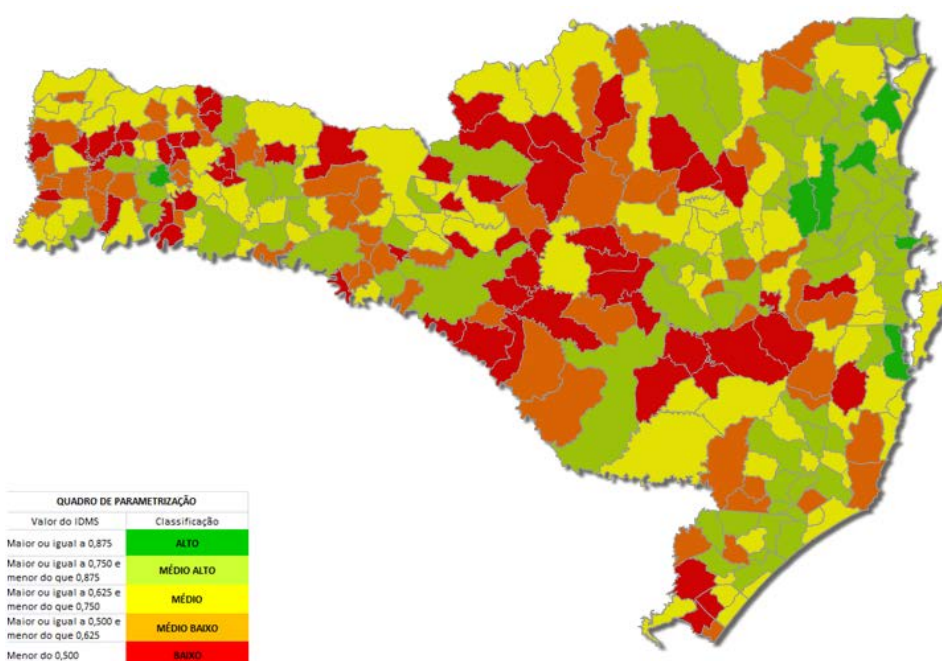 QUADRO DE PARAMETRIZAÇÃO
Valor do IDMS Classificação
Maior ou igual a 0,875 ALTO
Maior ou igual a 0,750 e
menor do que 0,875
MÉDIO ALTO
Maior ou igual a 0,625 e
menor do que 0,750
MÉDIO
Maior ou igual a 0,500 e
menor do que 0,625
MÉDIO BAIXO
Menor do 0,500 BAIXO